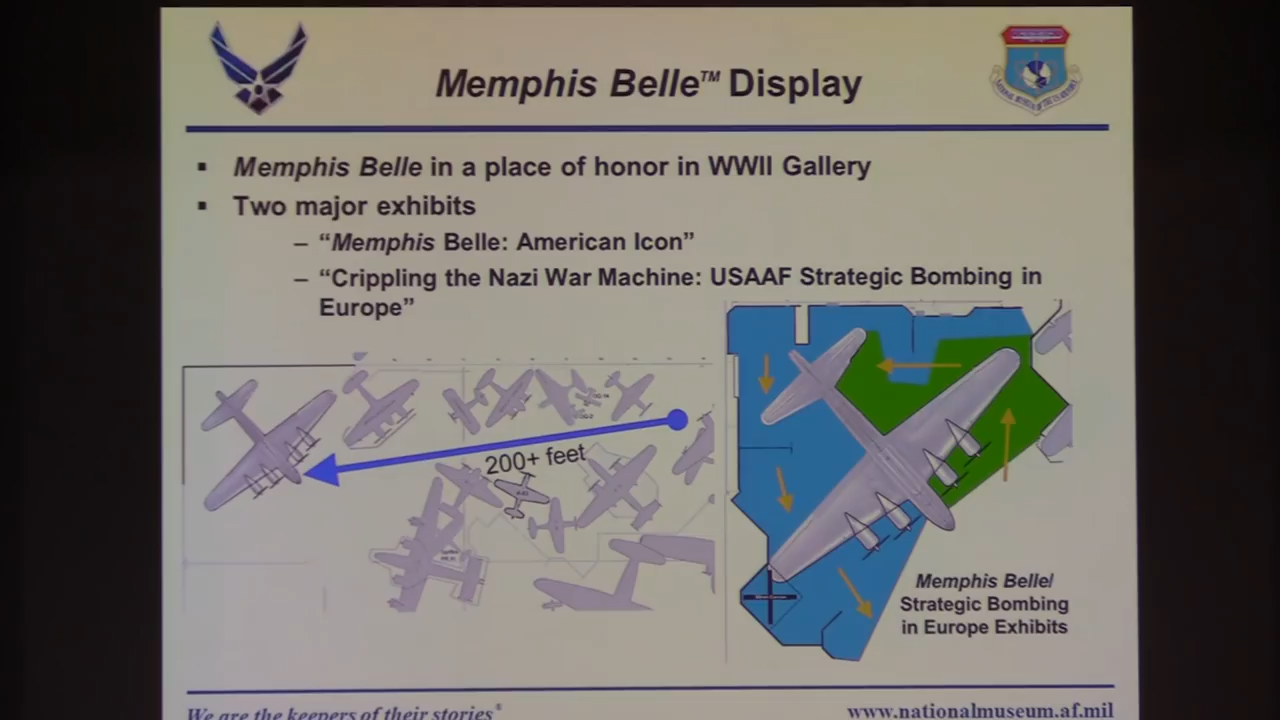 Memphis Belle™ Display
▪ Memphis Belle in a place of honor in WWII Gallery
▪ Two major exhibits
– “Memphis Belle: American Icon”
– “Crippling the Nazi War Machine: USAAF Strategic Bombing in
Europe”
200+ feet
Memphis Belle/
Strategic Bombing
in Europe Exhibits
We are the keepers of their stories®
www.nationalmuseum.af.mil